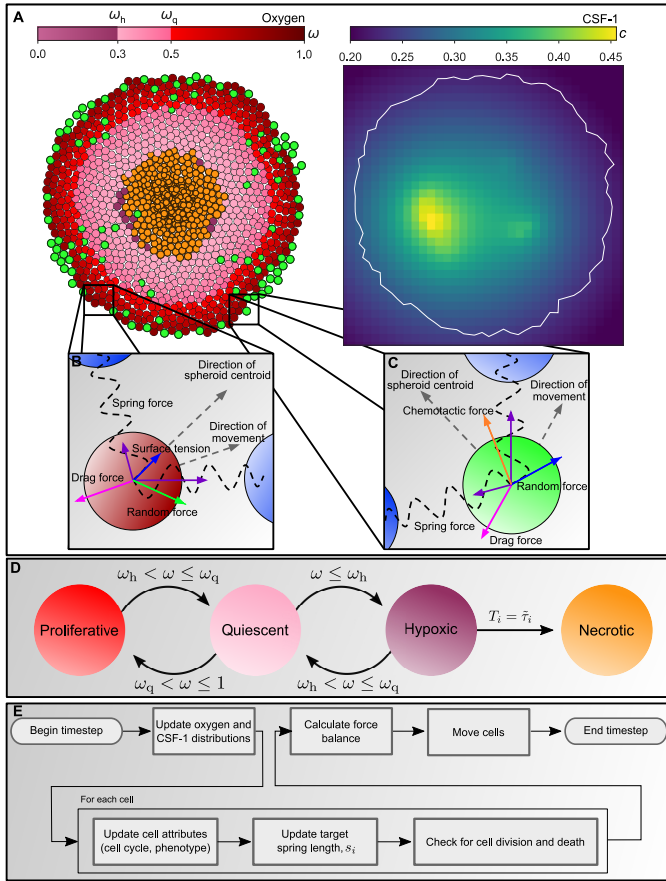 A
ωh ωq Oxygen
ω
0.0 0.3 0.5 1.0
CSF-1
c
0.20 0.25 0.30 0.35 0.40 0.45
B
Direction of
spheroid centroid
Spring force
Direction of
movement
Surface tension
Drag force
Random force
C
Direction of
spheroid centroid
Direction of
movement
Chemotactic force
Random force
Spring force
Drag force
D
ωh < ω ≤ ωq
ω ≤ ωh
Proliferative
Quiescent
Hypoxic
Tᵢ = τ̃ᵢ
Necrotic
ωq < ω ≤ 1
ωh < ω ≤ ωq
E
Begin timestep
Update oxygen and
CSF-1 distributions
Calculate force
balance
Move cells
End timestep
For each cell
Update cell attributes
(cell cycle, phenotype)
Update target
spring length, sᵢ
Check for cell division and death